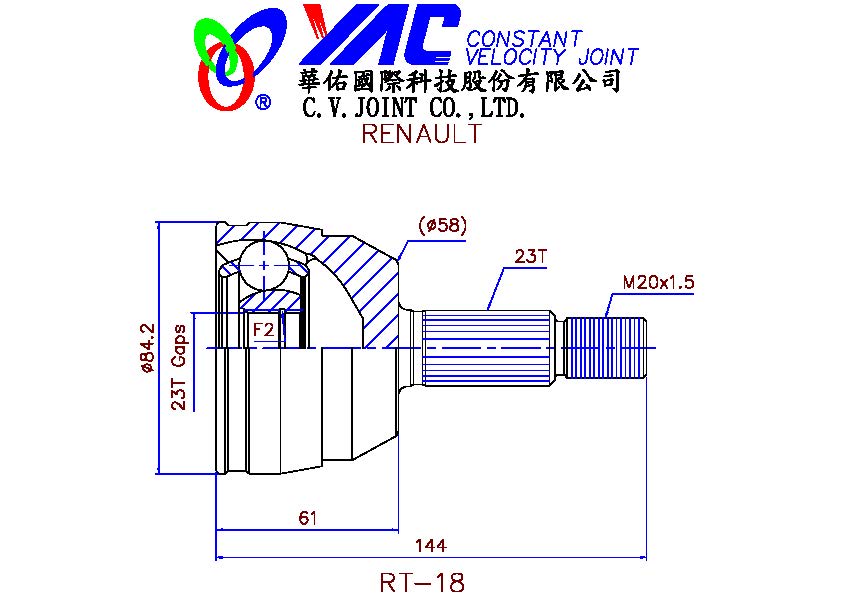 YAC CONSTANT
VELOCITY JOINT
®
華佑國際科技股份有限公司
C.V.JOINT CO.,LTD.
RENAULT
(ø58)
23T
M20x1.5
F2
ø84.2
23T Gaps
61
144
RT-18